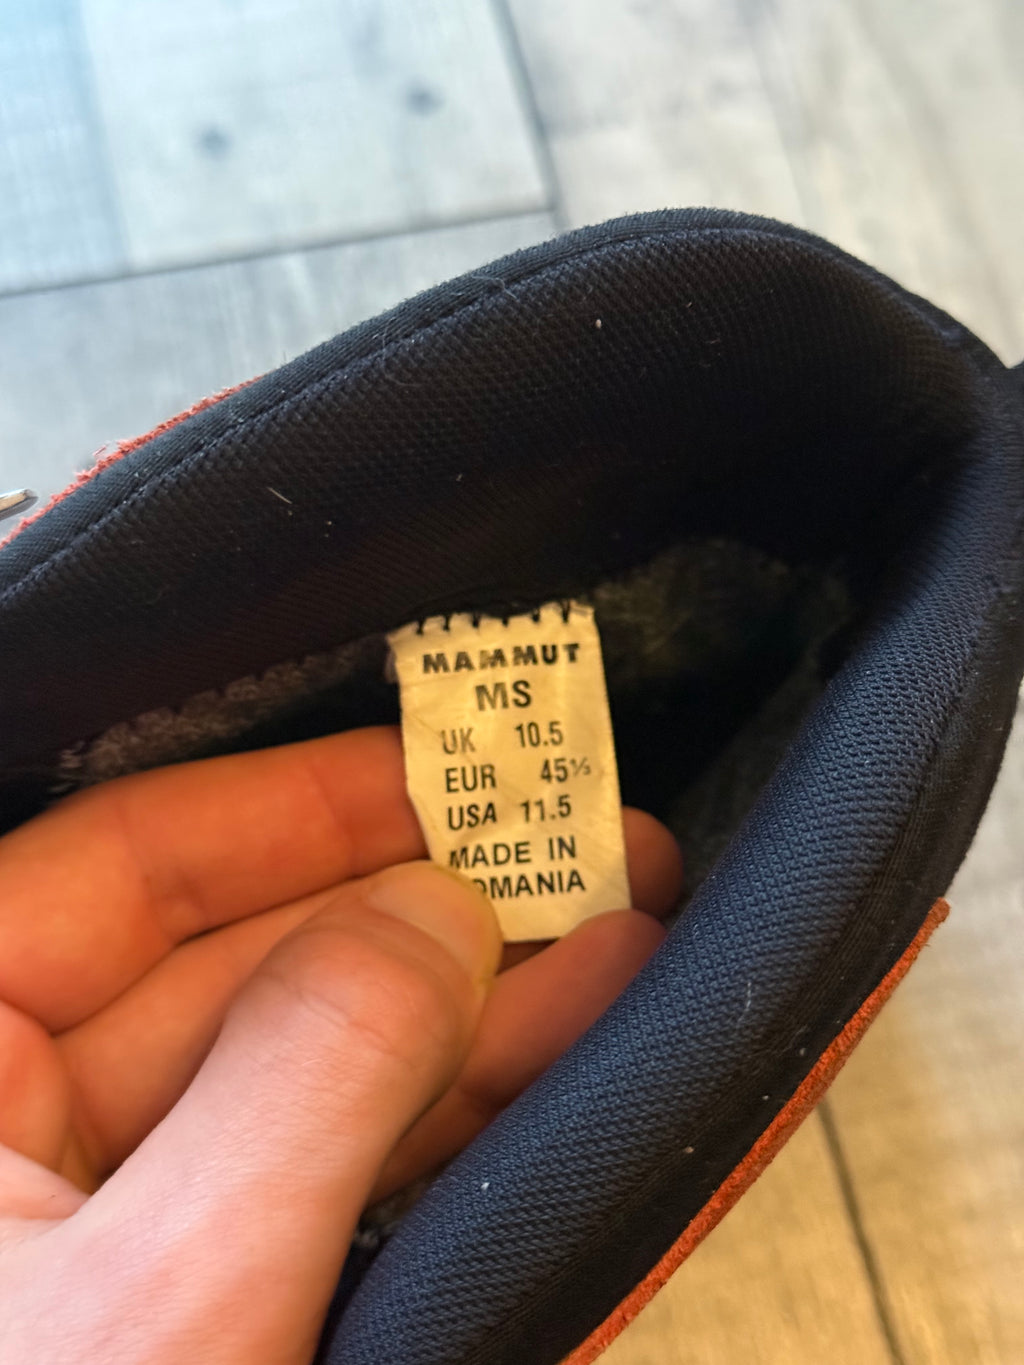 MAMMUT
MS
UK 10.5
EUR 45⅓
USA 11.5
MADE IN
OMANIA